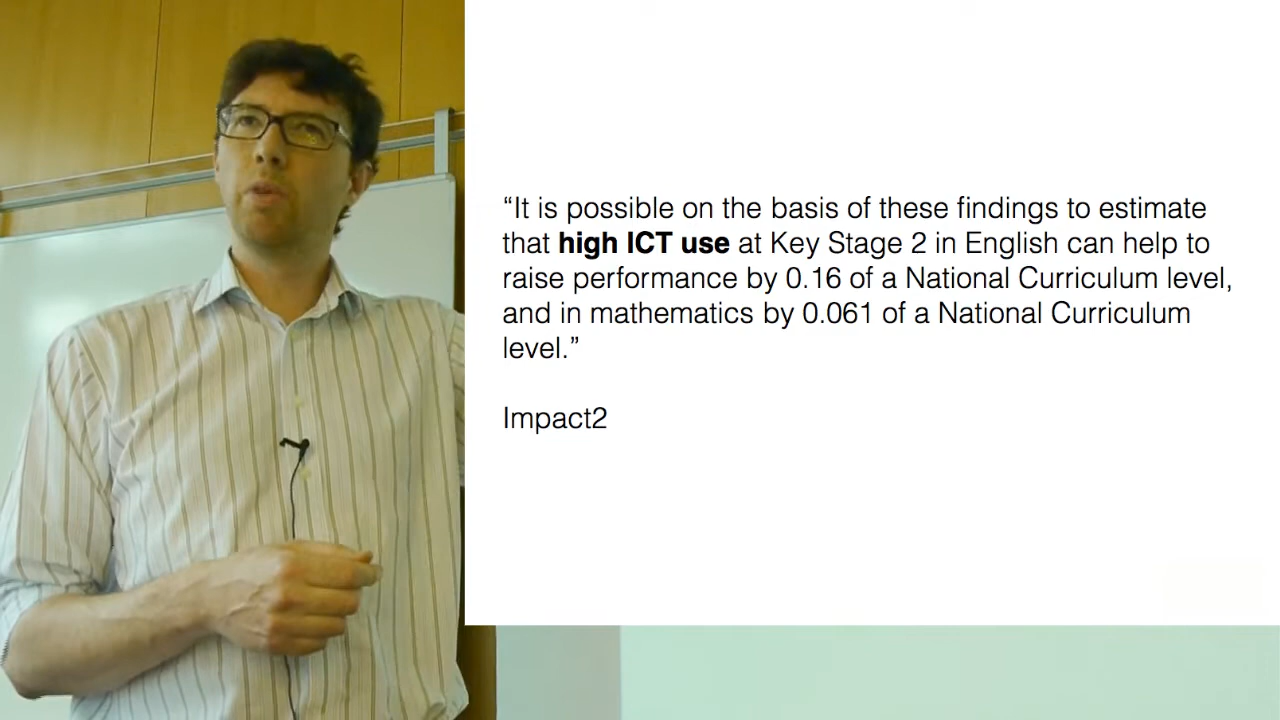 “It is possible on the basis of these findings to estimate
that high ICT use at Key Stage 2 in English can help to
raise performance by 0.16 of a National Curriculum level,
and in mathematics by 0.061 of a National Curriculum
level.”
Impact2